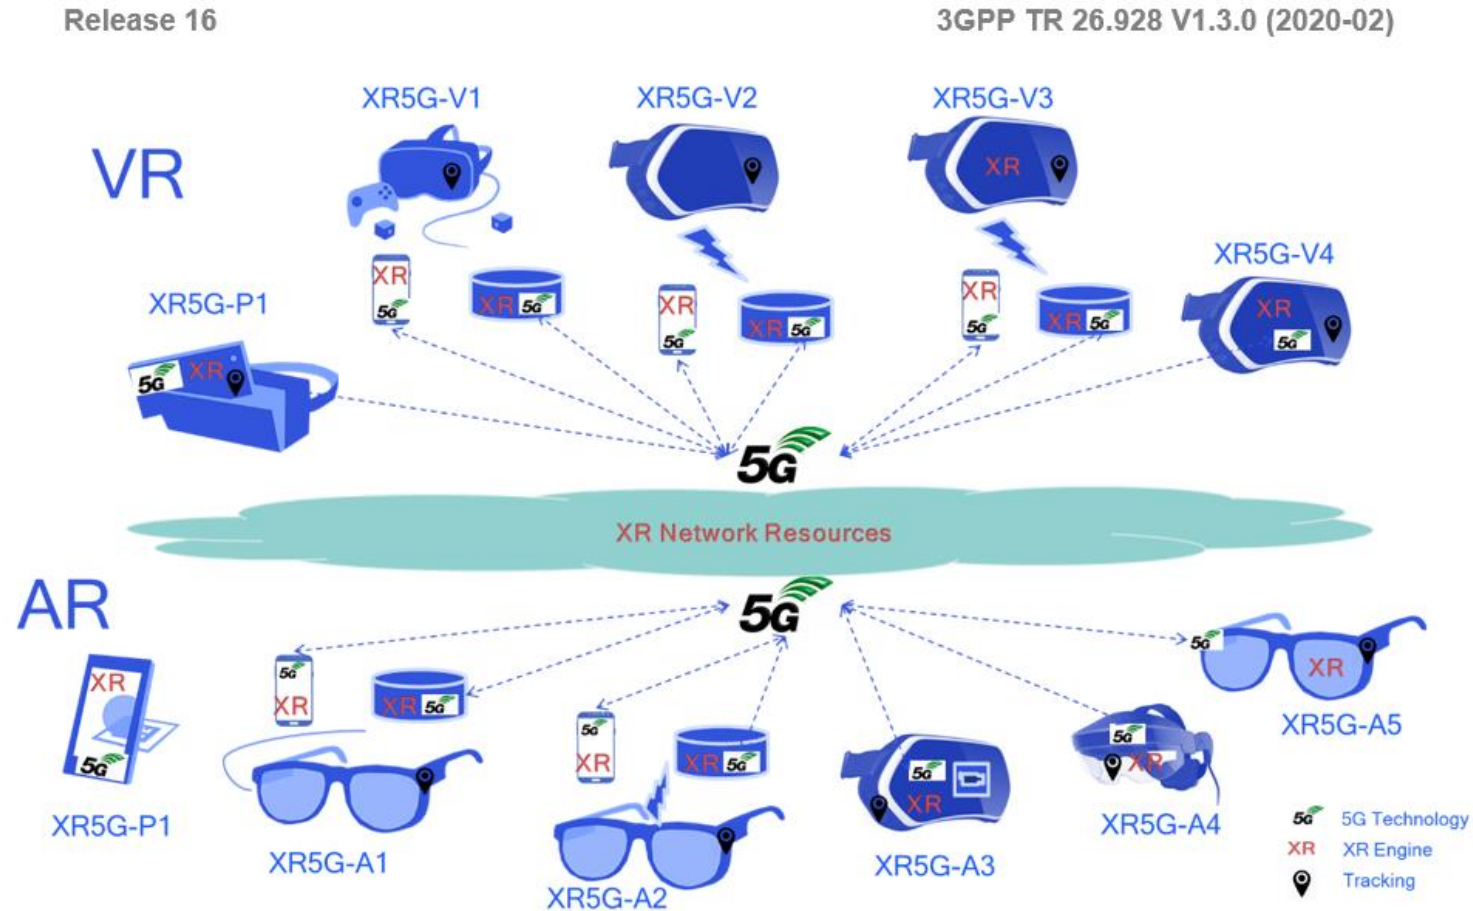 Release 16
3GPP TR 26.928 V1.3.0 (2020-02)
VR
XR5G-V1
XR5G-V2
XR5G-V3
XR5G-V4
XR5G-P1
XR
XR
5G
XR 5G
XR
5G
XR 5G
XR
5G
XR 5G
XR
5G
5G XR
5G
XR Network Resources
5G
AR
XR
5G
XR5G-P1
5G
XR
XR 5G
XR5G-A1
5G
XR
XR 5G
XR5G-A2
5G
XR
XR5G-A3
5G
XR
XR5G-A4
5G
XR
XR5G-A5
5G 5G Technology
XR XR Engine
Tracking